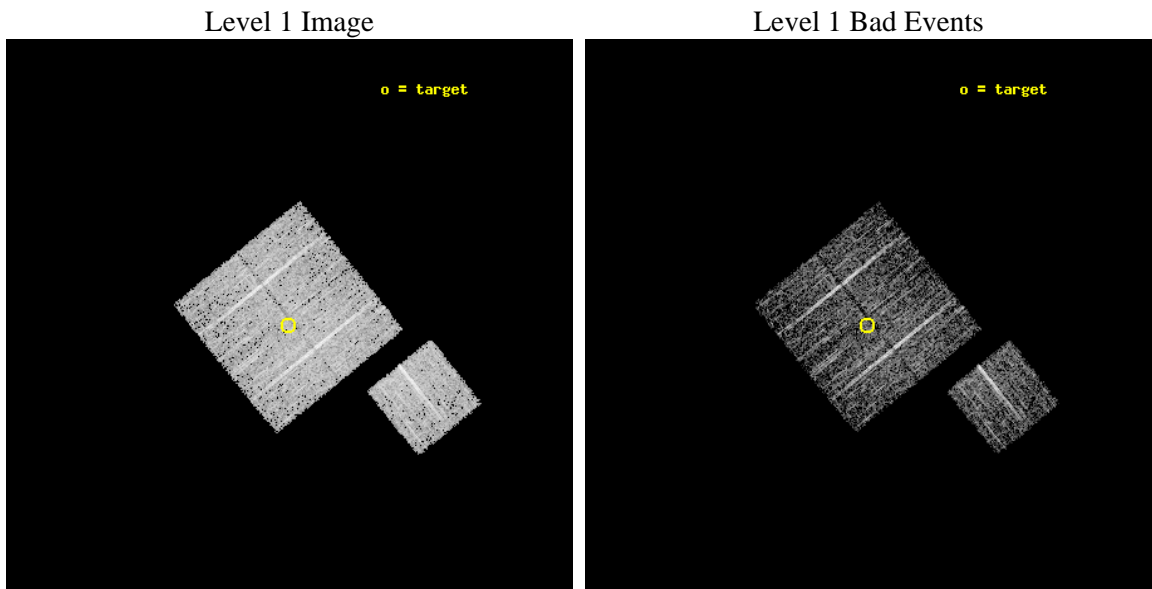 Level 1 Image
Level 1 Bad Events
o = target
o = target